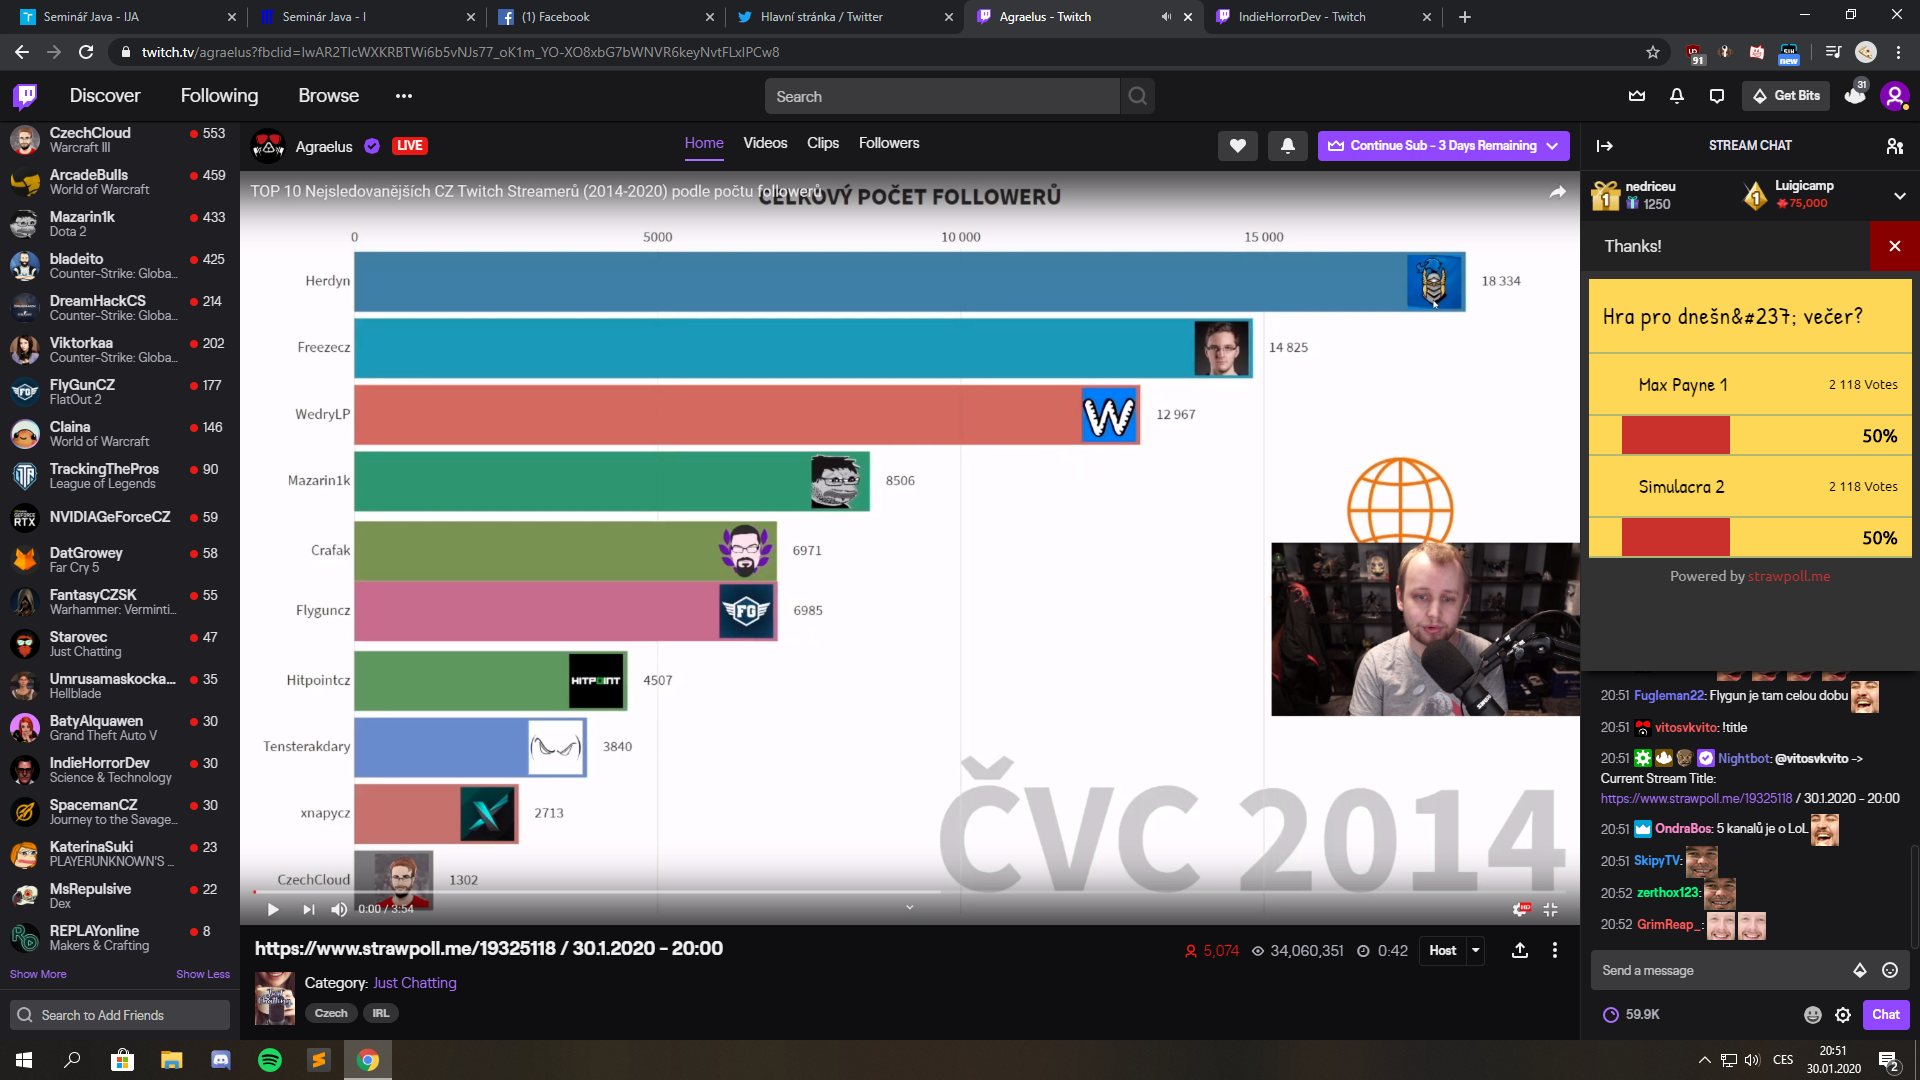 Seminář Java - IJA
Seminár Java - I
(1) Facebook
Hlavní stránka / Twitter
Agraelus - Twitch
IndieHorrorDev - Twitch
twitch.tv/agraelus?fbclid=IwAR2TlcWXKRBTWi6b5vNJs77_oK1m_YO-XO8xbG7bWNVR6keyNvtFLxlPCw8
91
new
Discover
Following
Browse
Search
Get Bits
31
CzechCloud 553
Warcraft III
ArcadeBulls 459
World of Warcraft
Mazarin1k 433
Dota 2
bladeito 425
Counter-Strike: Globa...
DreamHackCS 214
Counter-Strike: Globa...
Viktorkaa 202
Counter-Strike: Globa...
FlyGunCZ 177
FlatOut 2
Claina 146
World of Warcraft
TrackingThePros 90
League of Legends
NVIDIAGeForceCZ 59
DatGrowey 58
Far Cry 5
FantasyCZSK 55
Warhammer: Verminti...
Starovec 47
Just Chatting
Umrusamaskocka... 35
Hellblade
BatyAlquawen 30
Grand Theft Auto V
IndieHorrorDev 30
Science & Technology
SpacemanCZ 30
Journey to the Savage...
KaterinaSuki 23
PLAYERUNKNOWN'S ...
MsRepulsive 22
Dex
REPLAYonline 8
Makers & Crafting
Show More
Show Less
Search to Add Friends
Agraelus
LIVE
Home
Videos
Clips
Followers
Continue Sub - 3 Days Remaining
TOP 10 Nejsledovanějších CZ Twitch Streamerů (2014-2020) podle počtu followerů
CELKOVÝ POČET FOLLOWERŮ
0
5000
10 000
15 000
Herdyn 18 334
Freezecz 14 825
WedryLP W 12 967
Mazarin1k 8506
Crafak 6971
Flyguncz FG 6985
Hitpointcz HITPOINT 4507
Tensterakdary 3840
xnapycz X 2713
CzechCloud 1302
ČVC 2014
0:00 / 3:54
HD
https://www.strawpoll.me/19325118 / 30.1.2020 - 20:00
5,074
34,060,351
0:42
Host
Category: Just Chatting
Czech
IRL
STREAM CHAT
1
nedriceu
1250
1
Luigicamp
75,000
Thanks!
Hra pro dnešn&#237; večer?
Max Payne 1
2 118 Votes
50%
Simulacra 2
2 118 Votes
50%
Powered by strawpoll.me
20:51 Fugleman22: Flygun je tam celou dobu
20:51 vitosvkvito: !title
20:51 Nightbot: @vitosvkvito ->
Current Stream Title:
https://www.strawpoll.me/19325118 / 30.1.2020 - 20:00
20:51 OndraBos: 5 kanalů je o LoL
20:51 SkipyTV:
20:52 zerthox123:
20:52 GrimReap_:
Send a message
59.9K
Chat
CES
20:51
30.01.2020
2